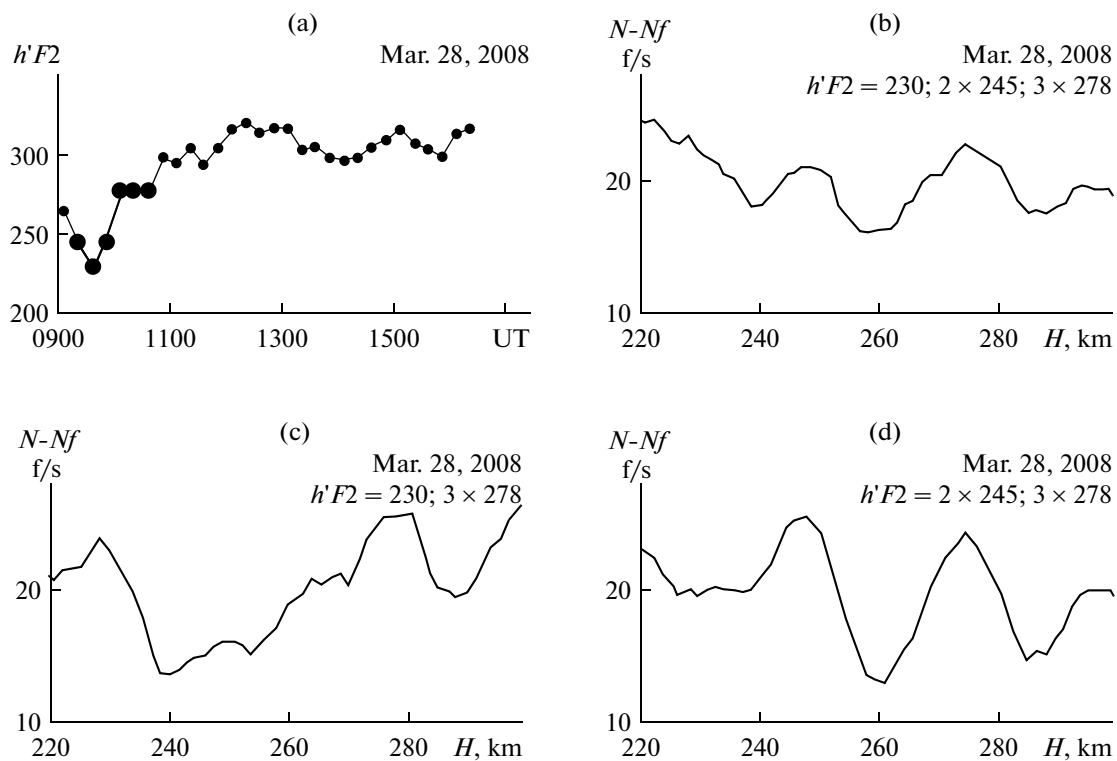 (a)
h'F2
Mar. 28, 2008
300
250
200
0900 1100 1300 1500 UT
(b)
N-Nf
f/s
Mar. 28, 2008
h'F2 = 230; 2 × 245; 3 × 278
20
10
220 240 260 280 H, km
(c)
N-Nf
f/s
Mar. 28, 2008
h'F2 = 230; 3 × 278
20
10
220 240 260 280 H, km
(d)
N-Nf
f/s
Mar. 28, 2008
h'F2 = 2 × 245; 3 × 278
20
10
220 240 260 280 H, km